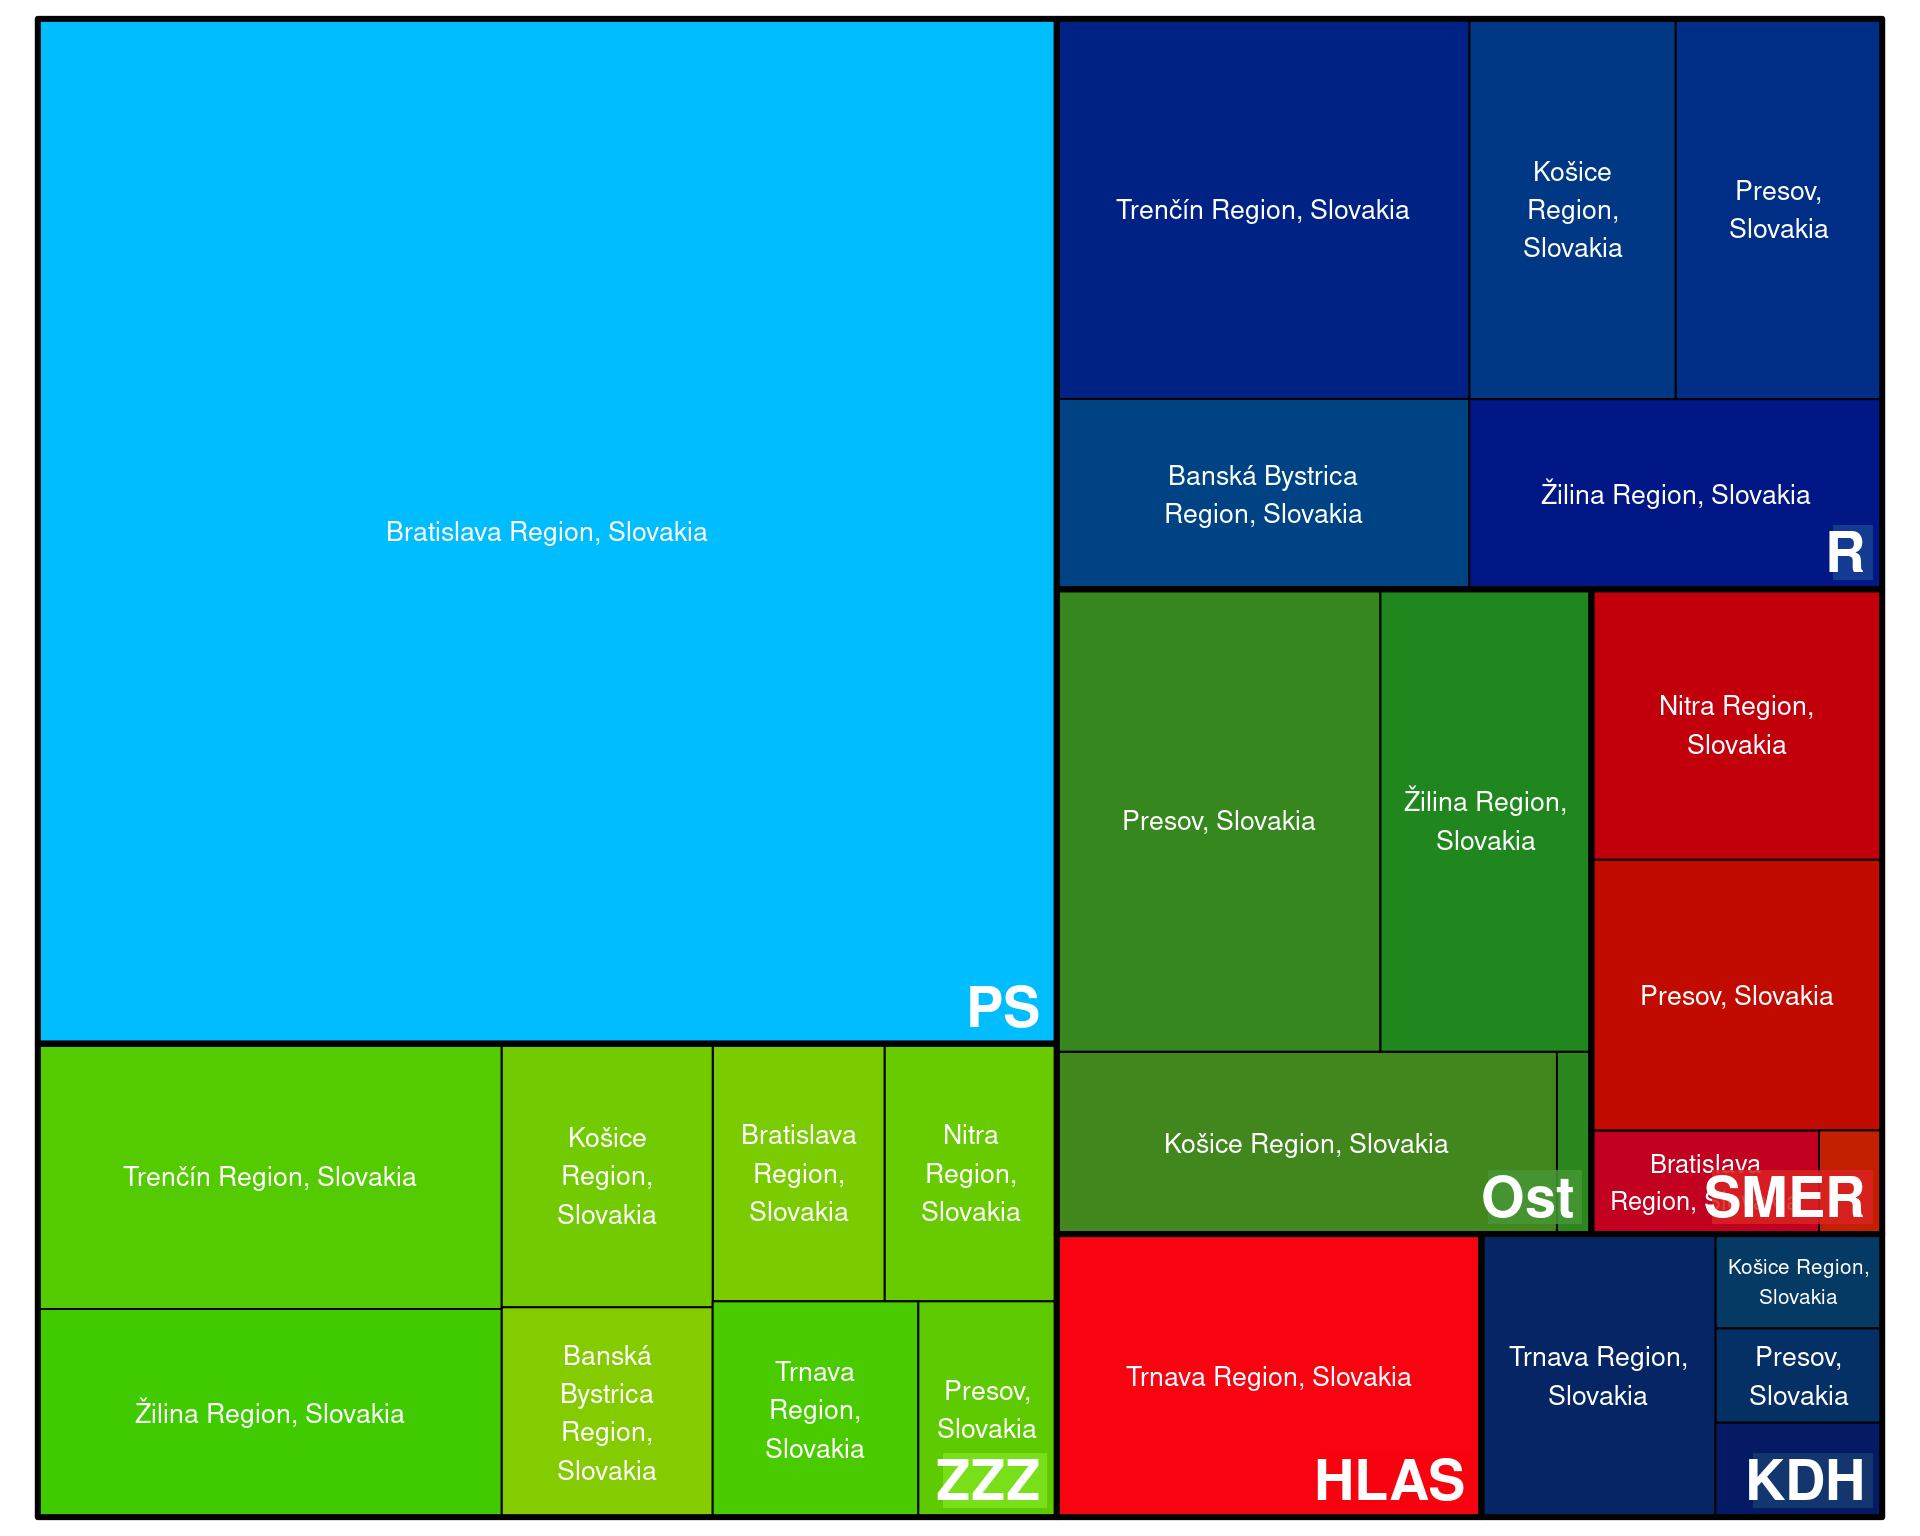 Bratislava Region, Slovakia
PS
Trenčín Region, Slovakia
Košice
Region,
Slovakia
Presov,
Slovakia
Banská Bystrica
Region, Slovakia
Žilina Region, Slovakia
R
Presov, Slovakia
Žilina Region,
Slovakia
Košice Region, Slovakia
Ost
Nitra Region,
Slovakia
Presov, Slovakia
Bratislava
Region,
SMER
Trenčín Region, Slovakia
Košice
Region,
Slovakia
Bratislava
Region,
Slovakia
Nitra
Region,
Slovakia
Žilina Region, Slovakia
Banská
Bystrica
Region,
Slovakia
Trnava
Region,
Slovakia
Presov,
Slovakia
ZZZ
Trnava Region, Slovakia
HLAS
Trnava Region,
Slovakia
Košice Region,
Slovakia
Presov,
Slovakia
KDH